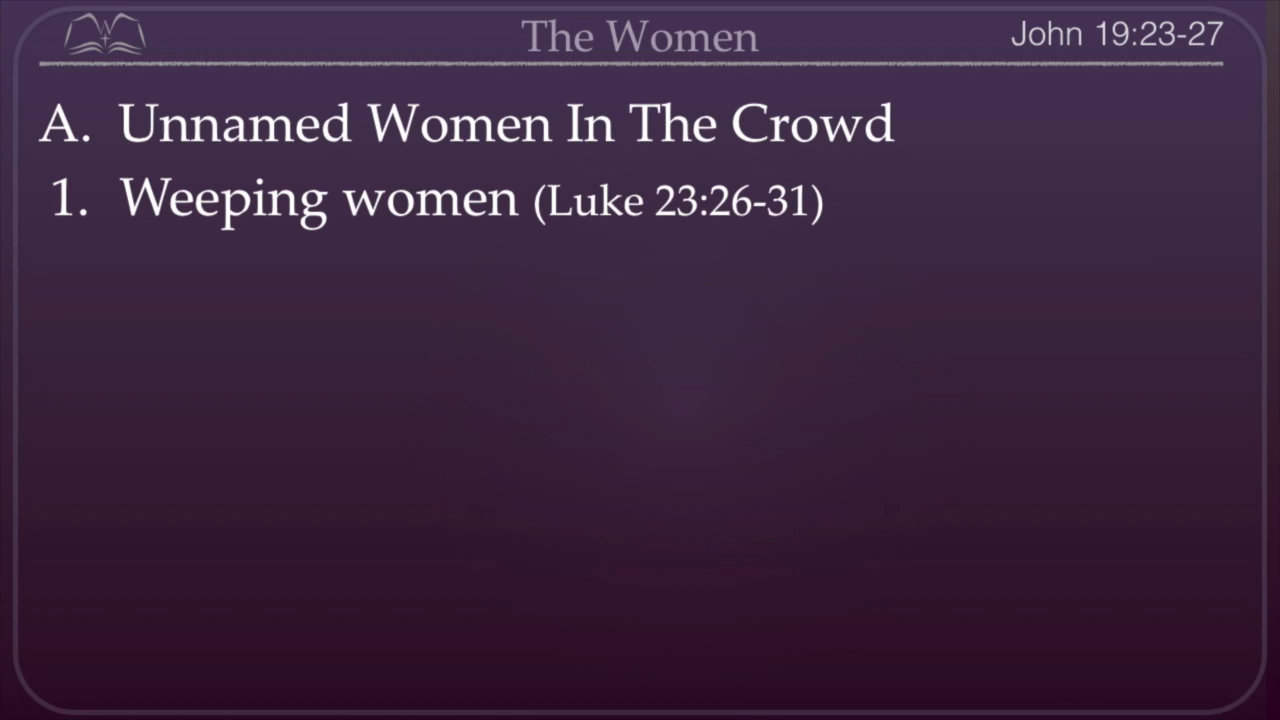 The Women
John 19:23-27
A. Unnamed Women In The Crowd
1. Weeping women (Luke 23:26-31)